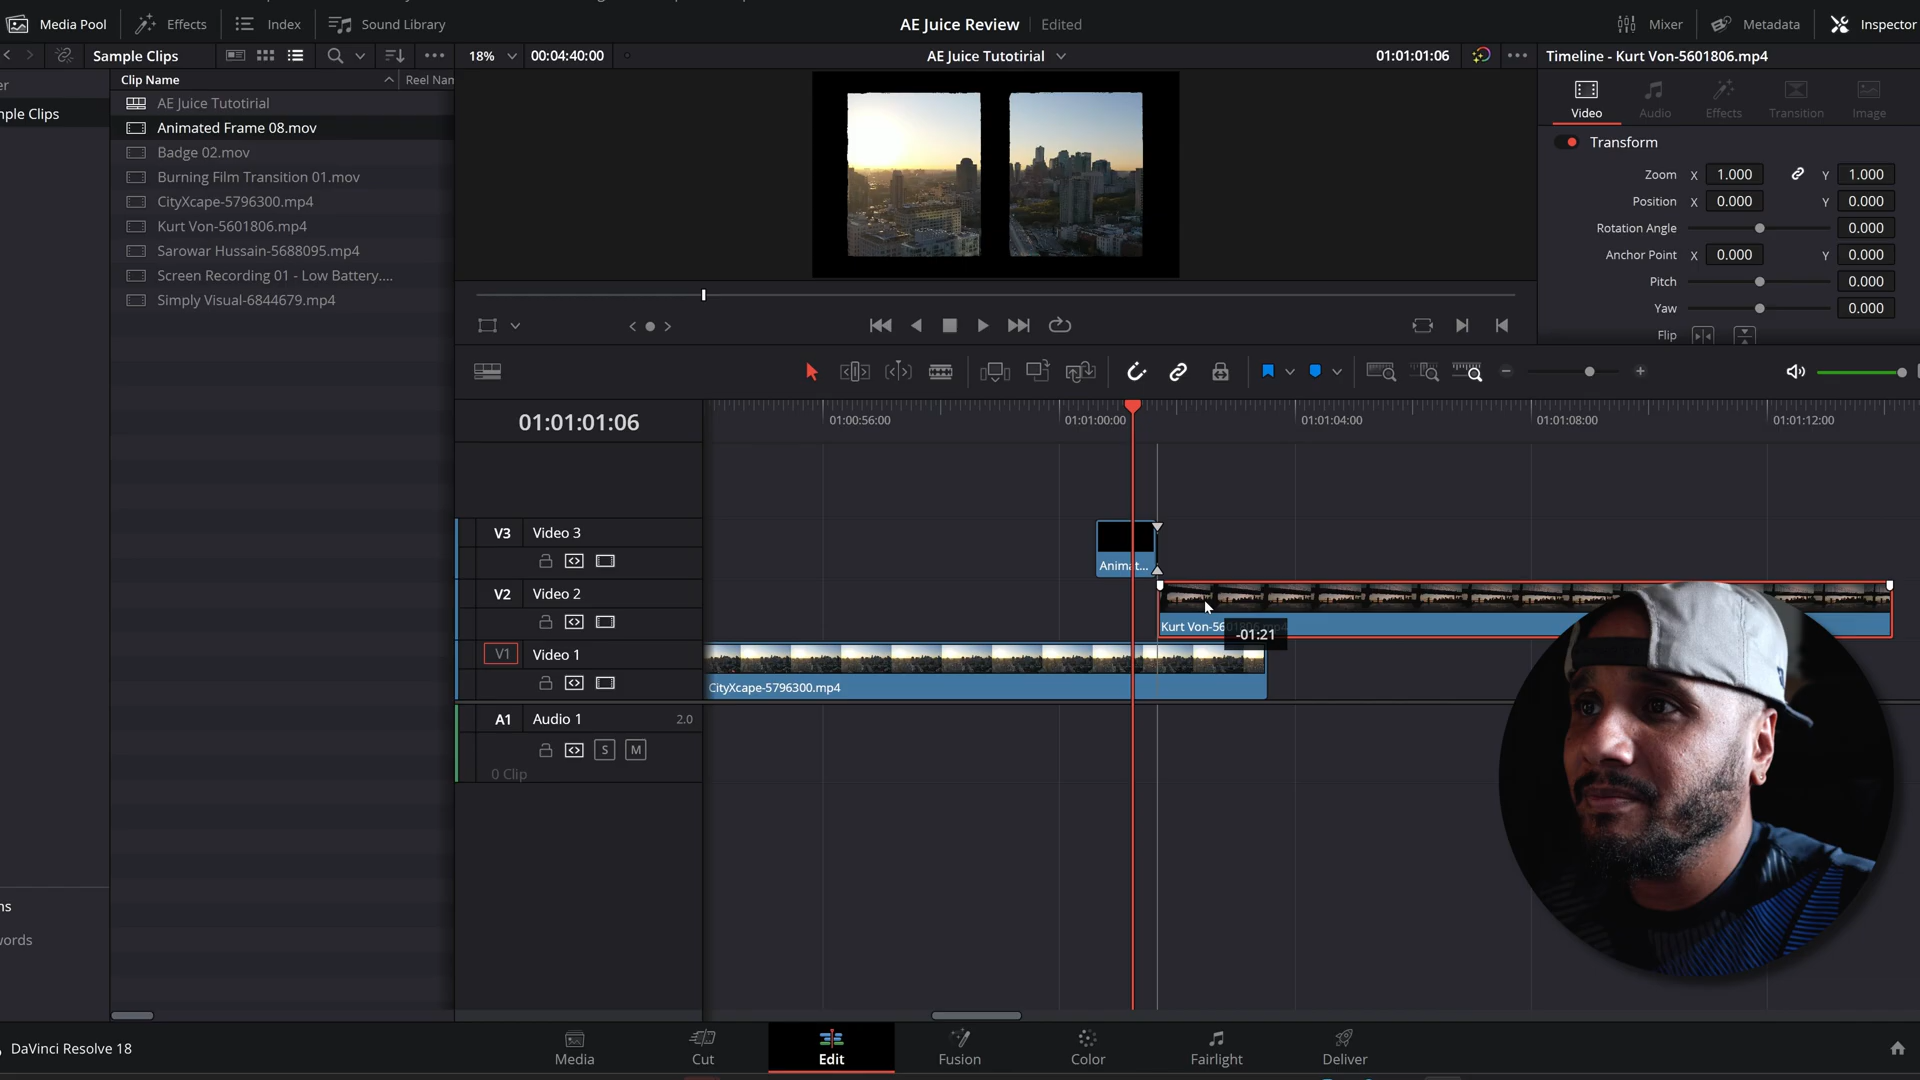 Media Pool
Effects
Index
Sound Library
AE Juice Review
Edited
Mixer
Metadata
Inspector
Sample Clips
18%
00:04:40:00
AE Juice Tutotirial
01:01:01:06
Timeline - Kurt Von-5601806.mp4
er
Clip Name
Reel Nam
mple Clips
AE Juice Tutotirial
Animated Frame 08.mov
Badge 02.mov
Burning Film Transition 01.mov
CityXcape-5796300.mp4
Kurt Von-5601806.mp4
Sarowar Hussain-5688095.mp4
Screen Recording 01 - Low Battery....
Simply Visual-6844679.mp4
Video
Audio
Effects
Transition
Image
Transform
Zoom X 1.000 Y 1.000
Position X 0.000 Y 0.000
Rotation Angle 0.000
Anchor Point X 0.000 Y 0.000
Pitch 0.000
Yaw 0.000
Flip
01:01:01:06
01:00:56:00
01:01:00:00
01:01:04:00
01:01:08:00
01:01:12:00
V3 Video 3
Animat...
V2 Video 2
Kurt Von-5601806.mp4
-01:21
V1 Video 1
CityXcape-5796300.mp4
A1 Audio 1 2.0
S M
0 Clip
ns
words
DaVinci Resolve 18
Media
Cut
Edit
Fusion
Color
Fairlight
Deliver